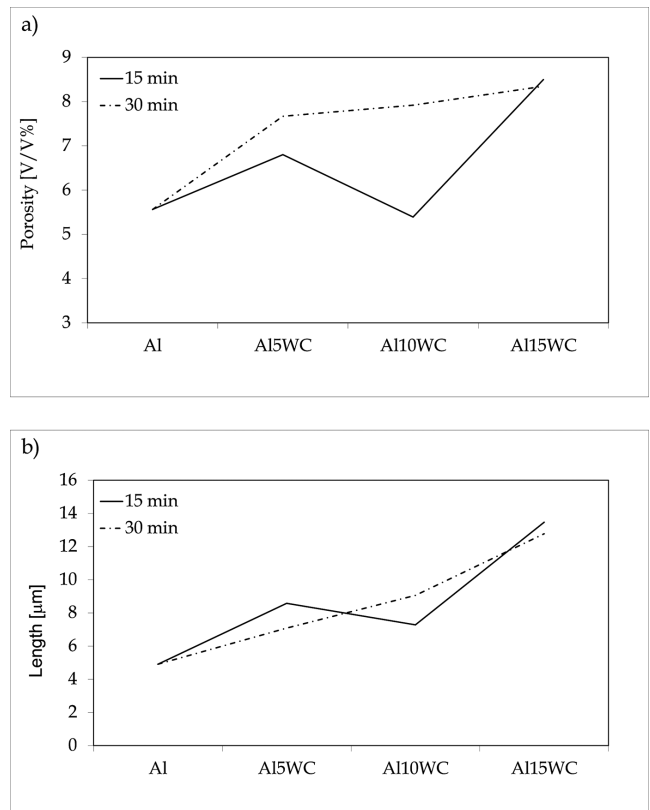 a)
9
8
7
6
5
4
3
Porosity [V/V%]
15 min
30 min
Al
Al5WC
Al10WC
Al15WC
b)
16
14
12
10
8
6
4
2
0
Length [µm]
15 min
30 min
Al
Al5WC
Al10WC
Al15WC